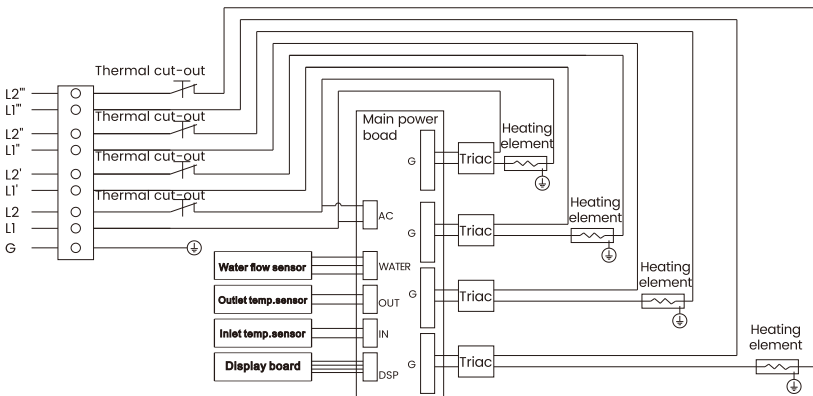 Thermal cut-out
L2'''
L1'''
Thermal cut-out
L2''
L1''
Thermal cut-out
L2'
L1'
Thermal cut-out
L2
L1
G
Main power
boad
G
Triac
Heating
element
AC
G
Triac
Heating
element
Water flow sensor
WATER
Outlet temp.sensor
OUT
G
Triac
Heating
element
Inlet temp.sensor
IN
Display board
DSP
G
Triac
Heating
element